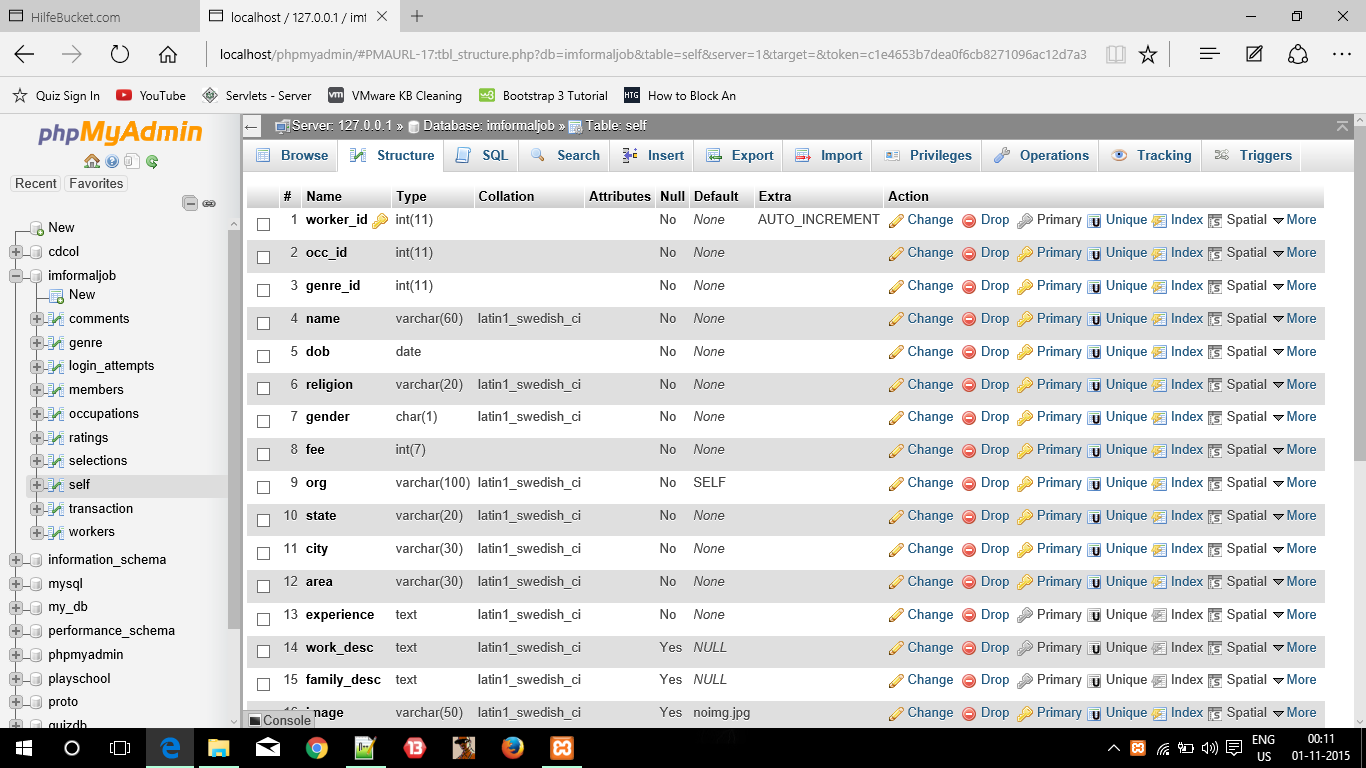 HilfeBucket.com
localhost / 127.0.0.1 / imf
localhost/phpmyadmin/#PMAURL-17:tbl_structure.php?db=imformaljob&table=self&server=1&target=&token=c1e4653b7dea0f6cb8271096ac12d7a3
Quiz Sign In YouTube Servlets - Server VMware KB Cleaning Bootstrap 3 Tutorial How to Block An
phpMyAdmin
Recent Favorites
New
cdcol
imformaljob
New
comments
genre
login_attempts
members
occupations
ratings
selections
self
transaction
workers
information_schema
mysql
my_db
performance_schema
phpmyadmin
playschool
proto
quizdb
Server: 127.0.0.1 » Database: imformaljob » Table: self
Browse Structure SQL Search Insert Export Import Privileges Operations Tracking Triggers
# Name Type Collation Attributes Null Default Extra Action
1 worker_id int(11) No None AUTO_INCREMENT Change Drop Primary Unique Index Spatial More
2 occ_id int(11) No None Change Drop Primary Unique Index Spatial More
3 genre_id int(11) No None Change Drop Primary Unique Index Spatial More
4 name varchar(60) latin1_swedish_ci No None Change Drop Primary Unique Index Spatial More
5 dob date No None Change Drop Primary Unique Index Spatial More
6 religion varchar(20) latin1_swedish_ci No None Change Drop Primary Unique Index Spatial More
7 gender char(1) latin1_swedish_ci No None Change Drop Primary Unique Index Spatial More
8 fee int(7) No None Change Drop Primary Unique Index Spatial More
9 org varchar(100) latin1_swedish_ci No SELF Change Drop Primary Unique Index Spatial More
10 state varchar(20) latin1_swedish_ci No None Change Drop Primary Unique Index Spatial More
11 city varchar(30) latin1_swedish_ci No None Change Drop Primary Unique Index Spatial More
12 area varchar(30) latin1_swedish_ci No None Change Drop Primary Unique Index Spatial More
13 experience text latin1_swedish_ci No None Change Drop Primary Unique Index Spatial More
14 work_desc text latin1_swedish_ci Yes NULL Change Drop Primary Unique Index Spatial More
15 family_desc text latin1_swedish_ci Yes NULL Change Drop Primary Unique Index Spatial More
16 image varchar(50) latin1_swedish_ci Yes noimg.jpg Change Drop Primary Unique Index Spatial More
Console
ENG
US
00:11
01-11-2015